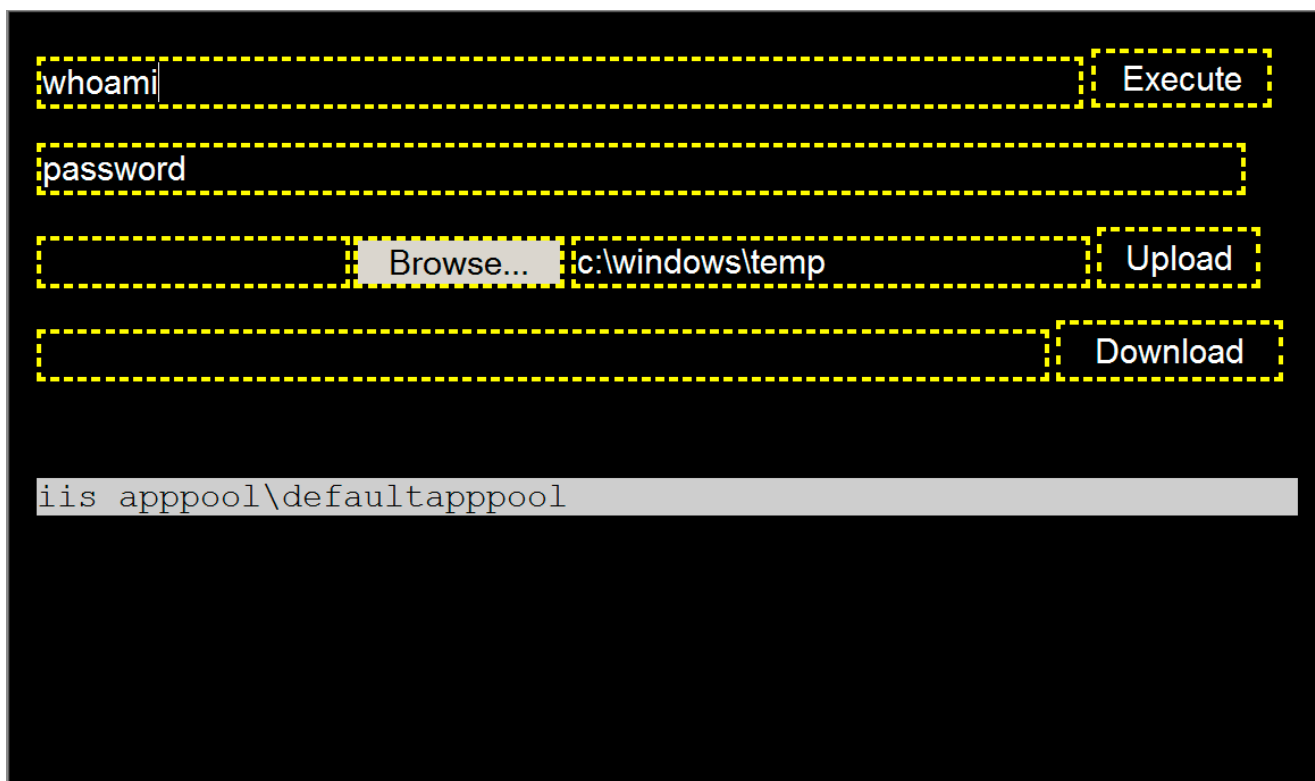 whoami Execute
password
Browse... c:\windows\temp Upload
Download
iis apppool\defaultapppool